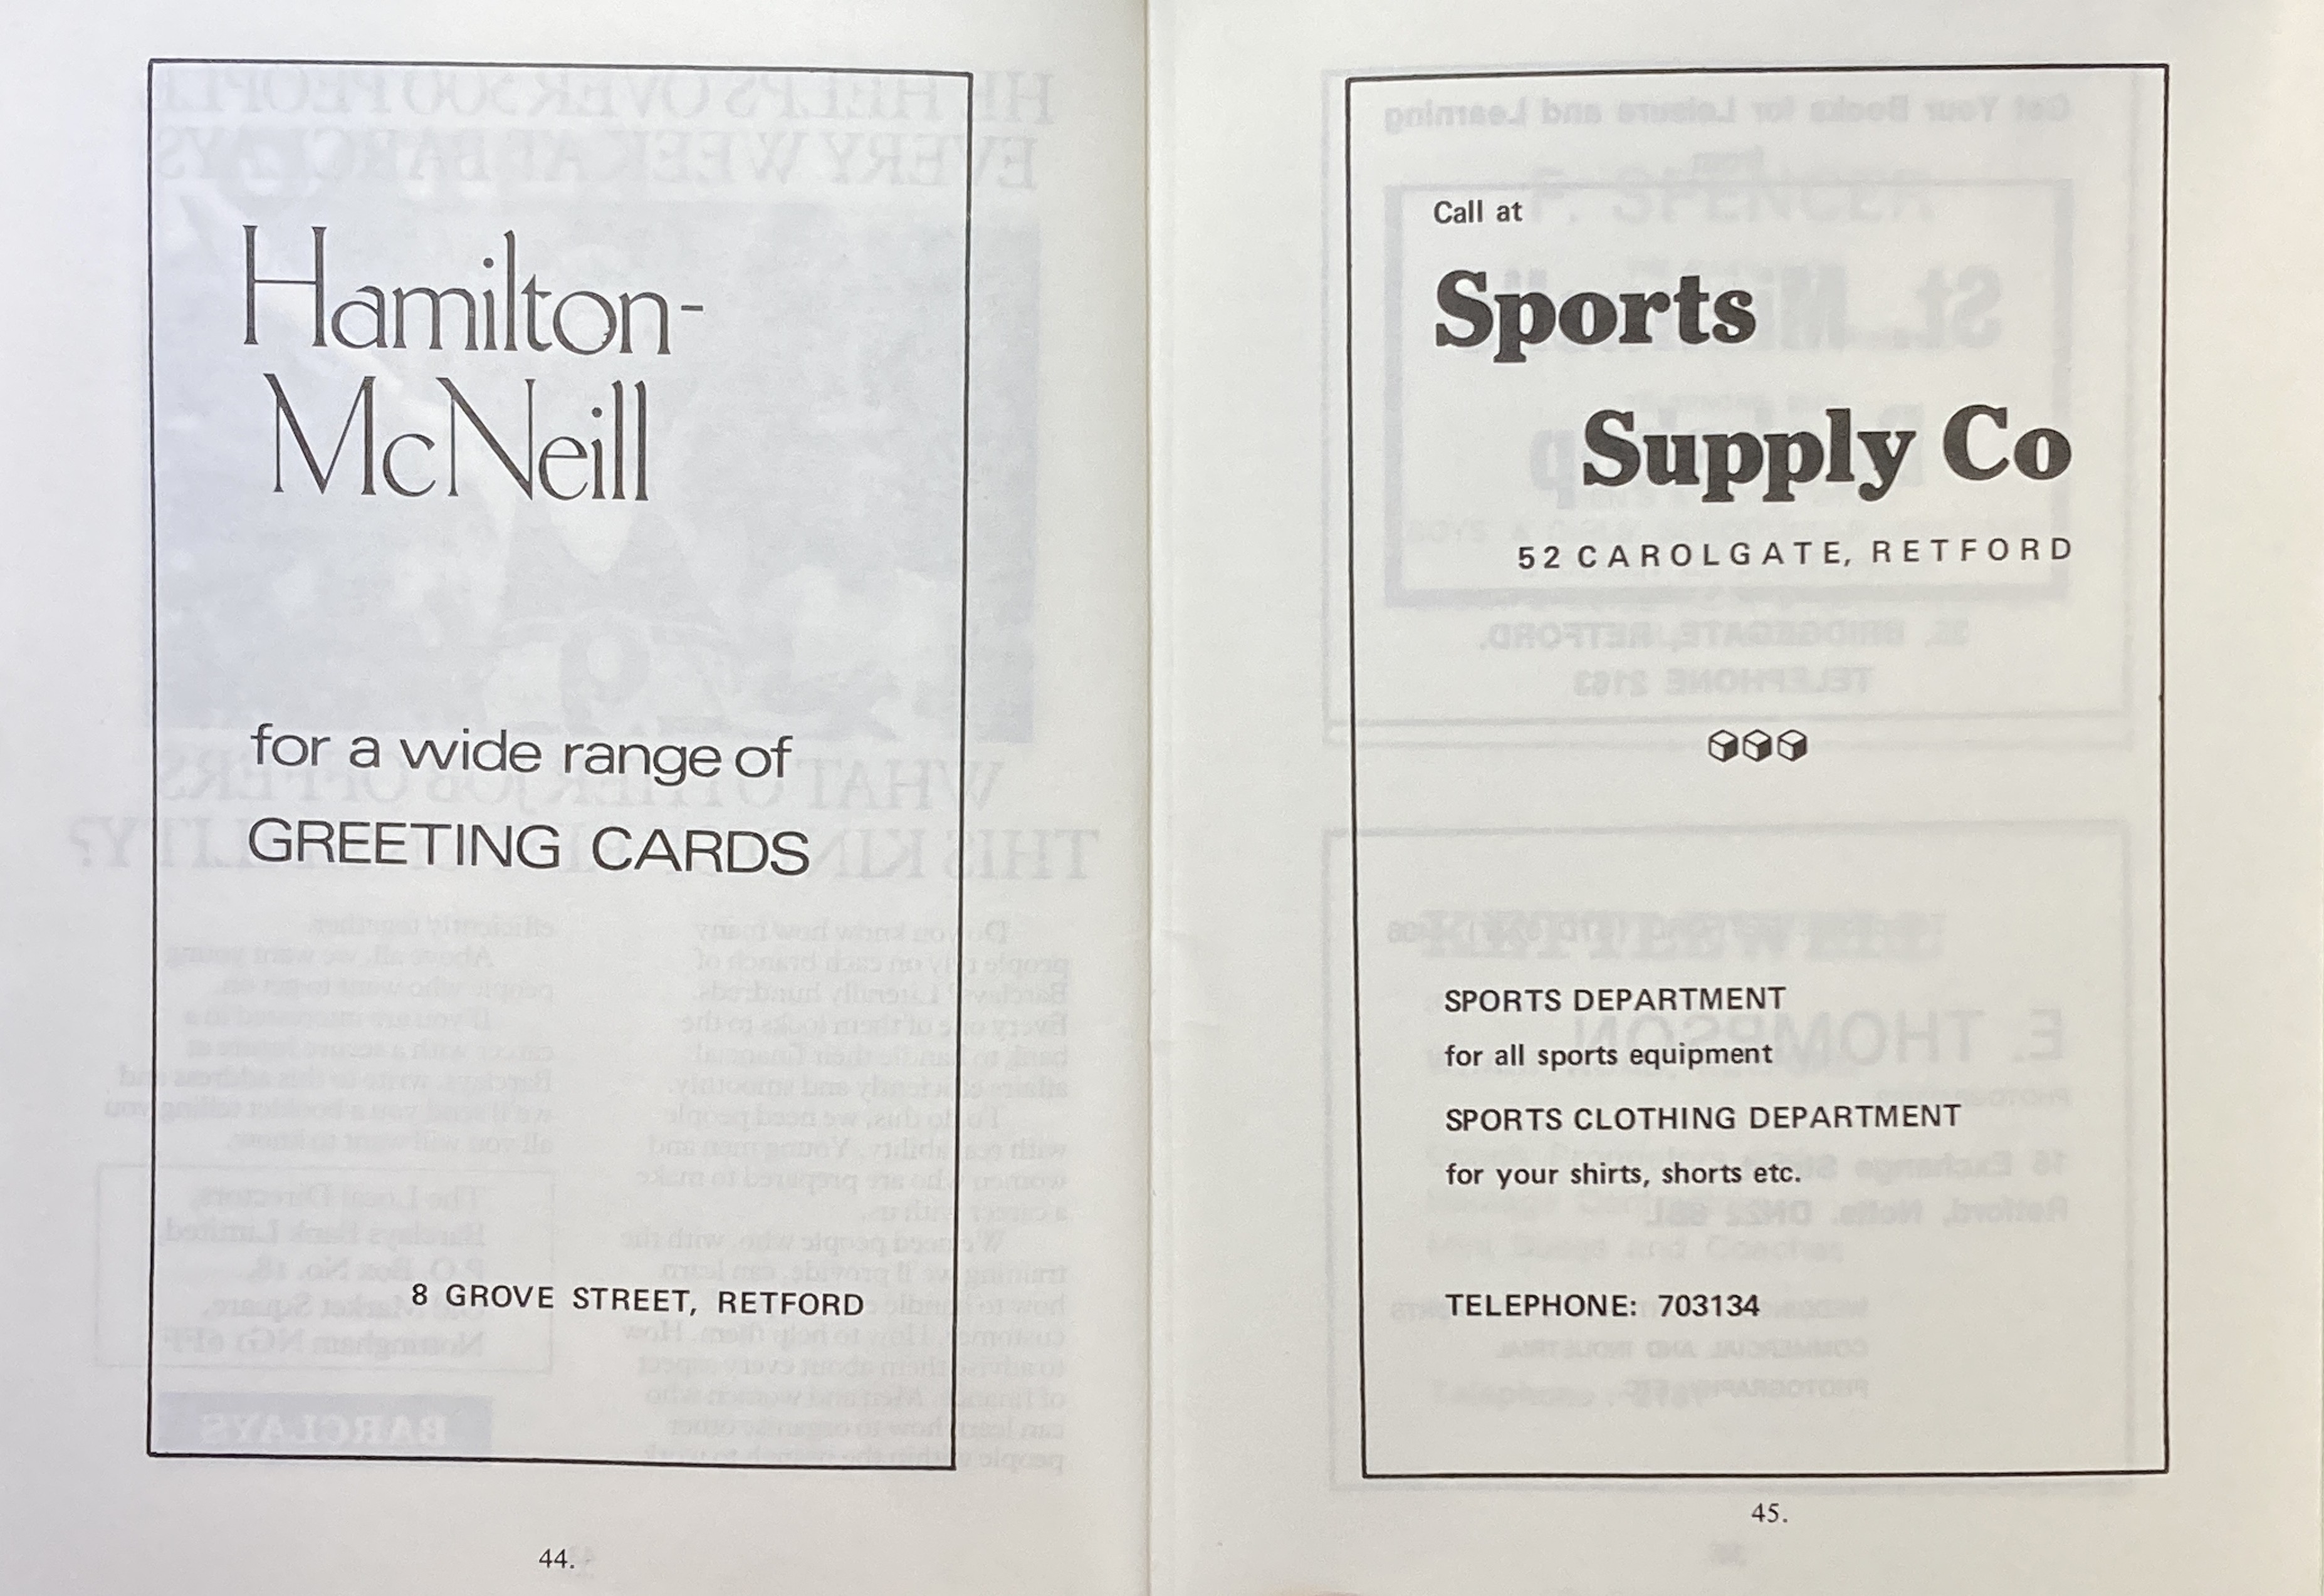 Hamilton-
McNeill
for a wide range of
GREETING CARDS
8 GROVE STREET, RETFORD
44.
Call at
Sports
Supply Co
52 CAROLGATE, RETFORD
SPORTS DEPARTMENT
for all sports equipment
SPORTS CLOTHING DEPARTMENT
for your shirts, shorts etc.
TELEPHONE: 703134
45.